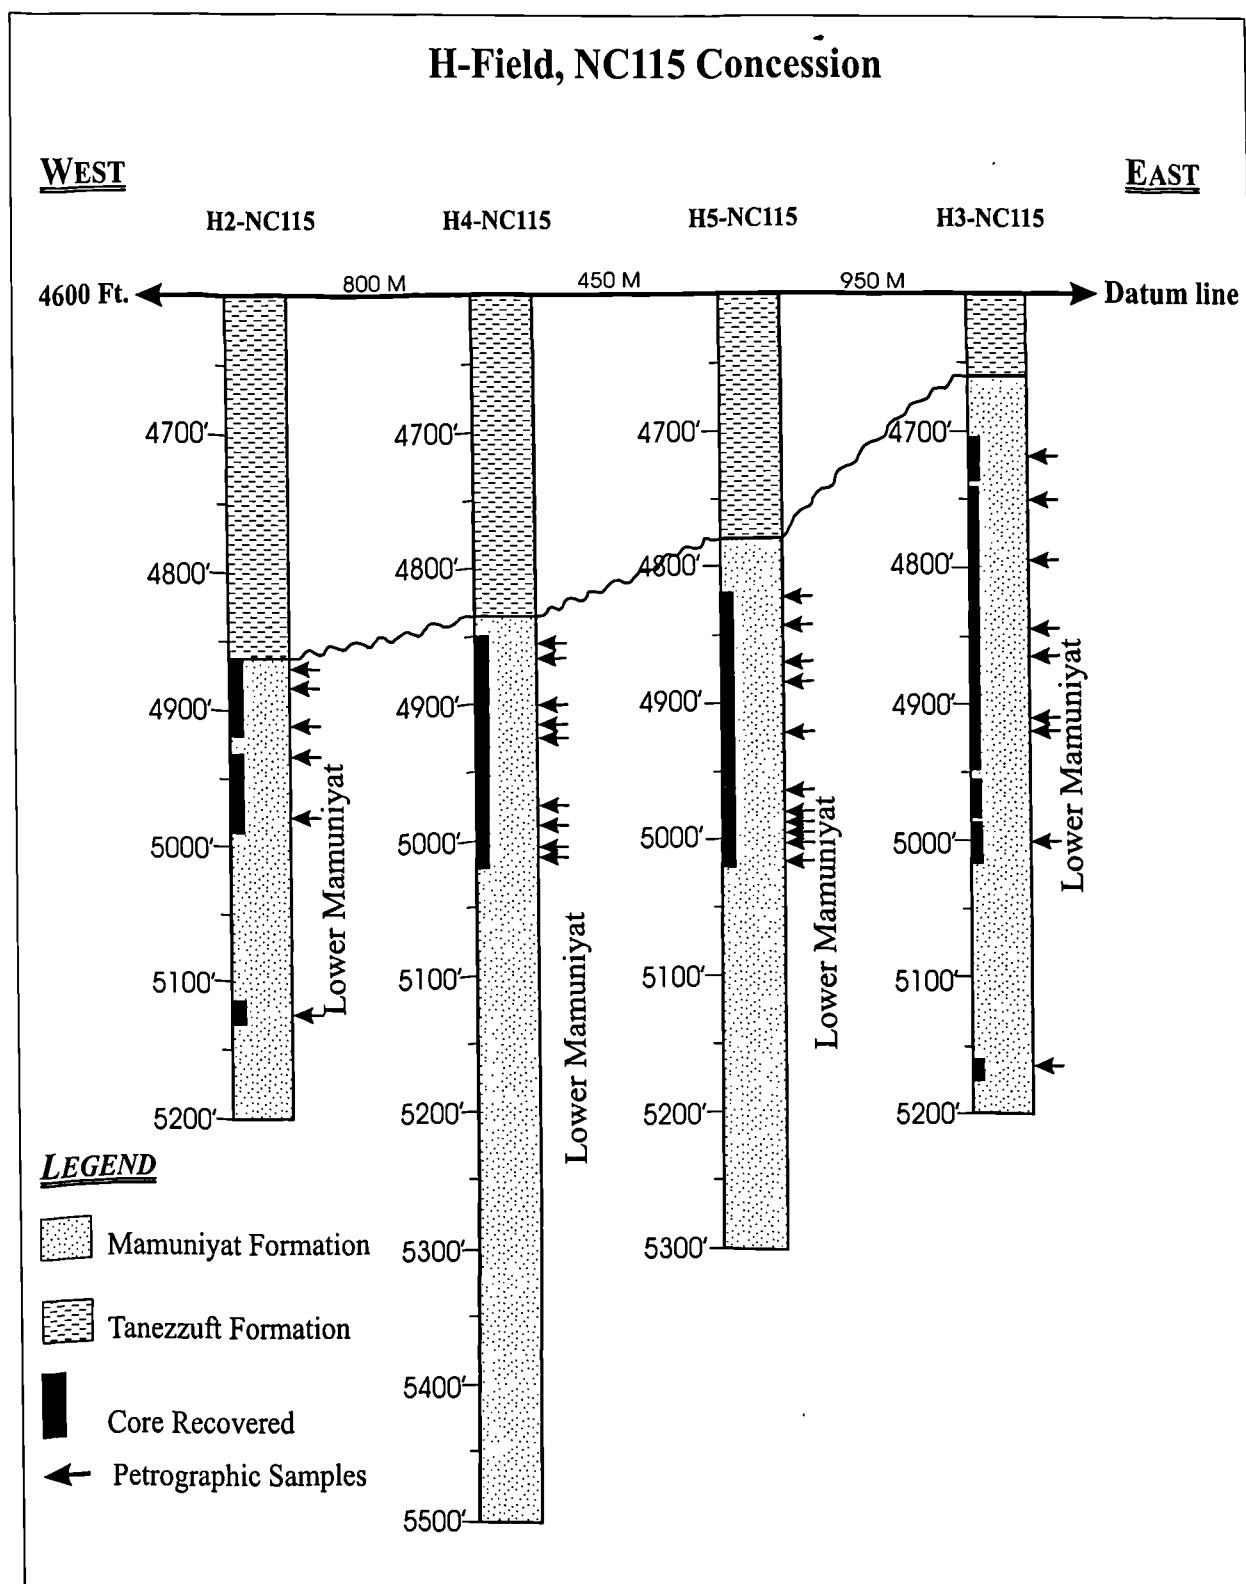 H-Field, NC115 Concession
WEST
EAST
H2-NC115
H4-NC115
H5-NC115
H3-NC115
4600 Ft.
800 M
450 M
950 M
Datum line
4700'
4800'
4900'
5000'
5100'
5200'
Lower Mamuniyat
4700'
4800'
4900'
5000'
5100'
5200'
5300'
5400'
5500'
Lower Mamuniyat
4700'
4800'
4900'
5000'
5100'
5200'
5300'
Lower Mamuniyat
4700'
4800'
4900'
5000'
5100'
5200'
Lower Mamuniyat
LEGEND
Mamuniyat Formation
Tanezzuft Formation
Core Recovered
Petrographic Samples